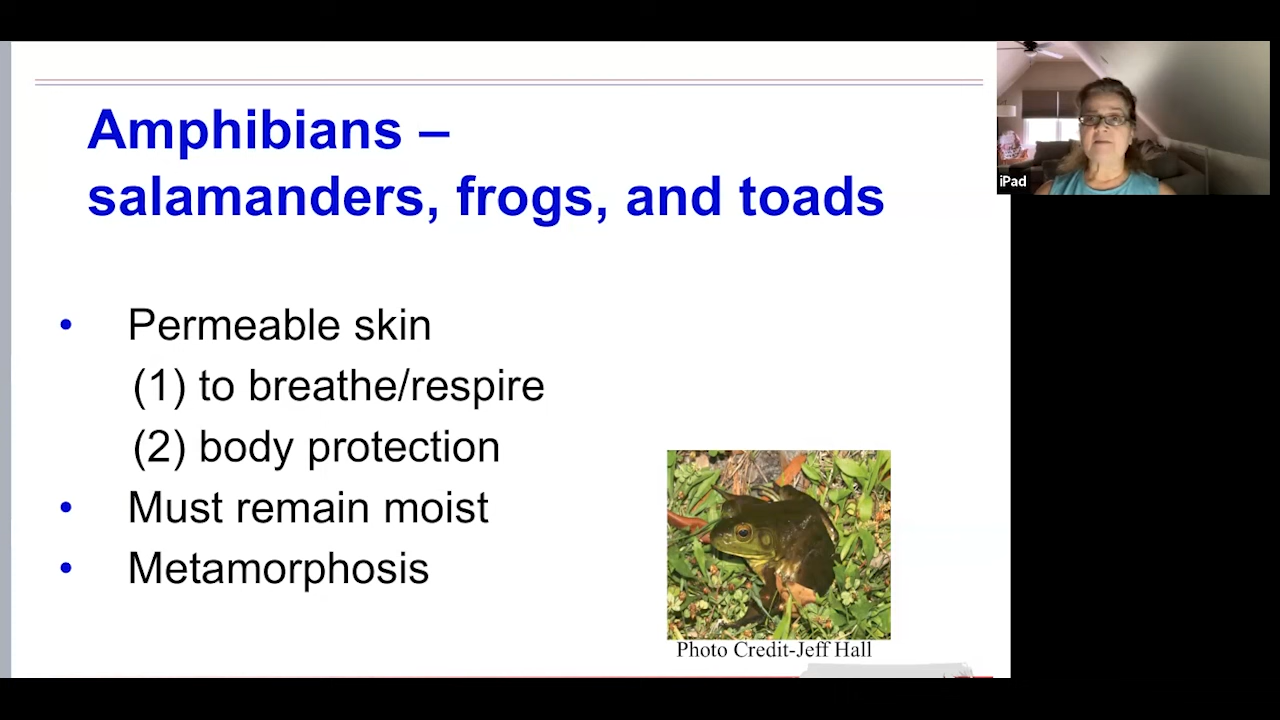 Amphibians –
salamanders, frogs, and toads
• Permeable skin
(1) to breathe/respire
(2) body protection
• Must remain moist
• Metamorphosis
Photo Credit-Jeff Hall
iPad